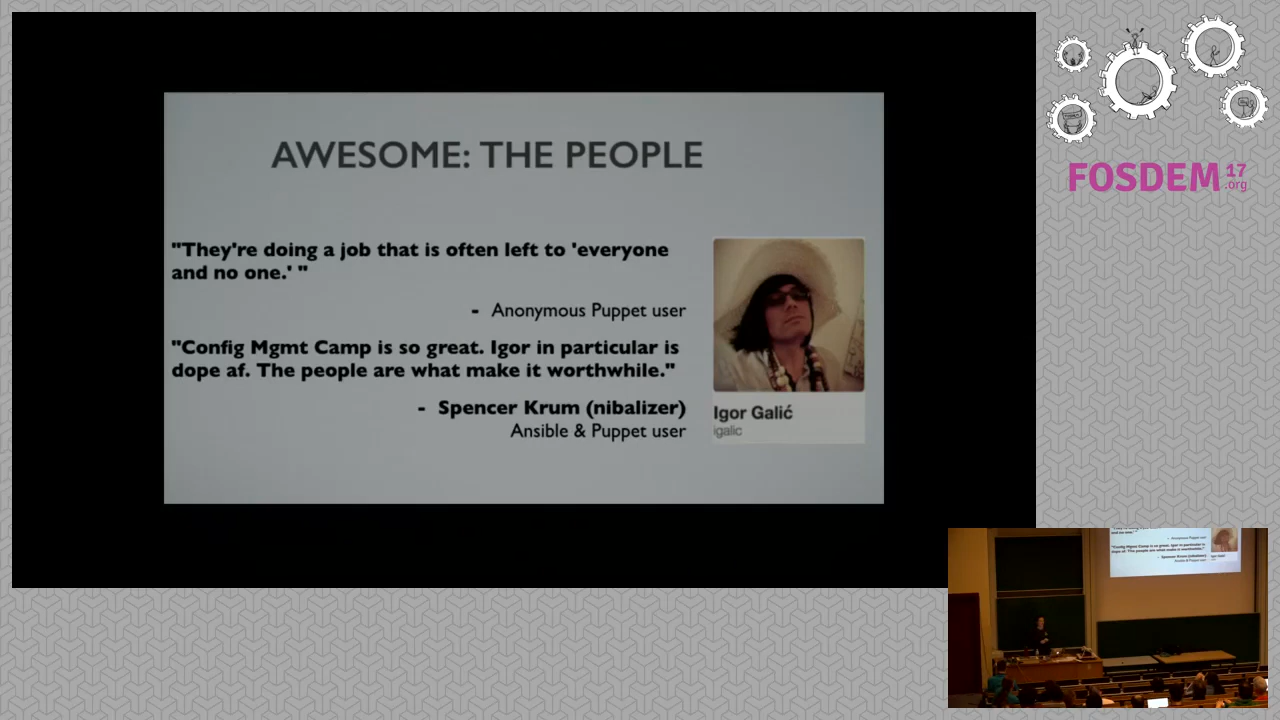 AWESOME: THE PEOPLE
"They're doing a job that is often left to 'everyone
and no one.' "
- Anonymous Puppet user
"Config Mgmt Camp is so great. Igor in particular is
dope af. The people are what make it worthwhile."
- Spencer Krum (nibalizer)
Ansible & Puppet user
Igor Galić
igalic
FOSDEM 17
.org